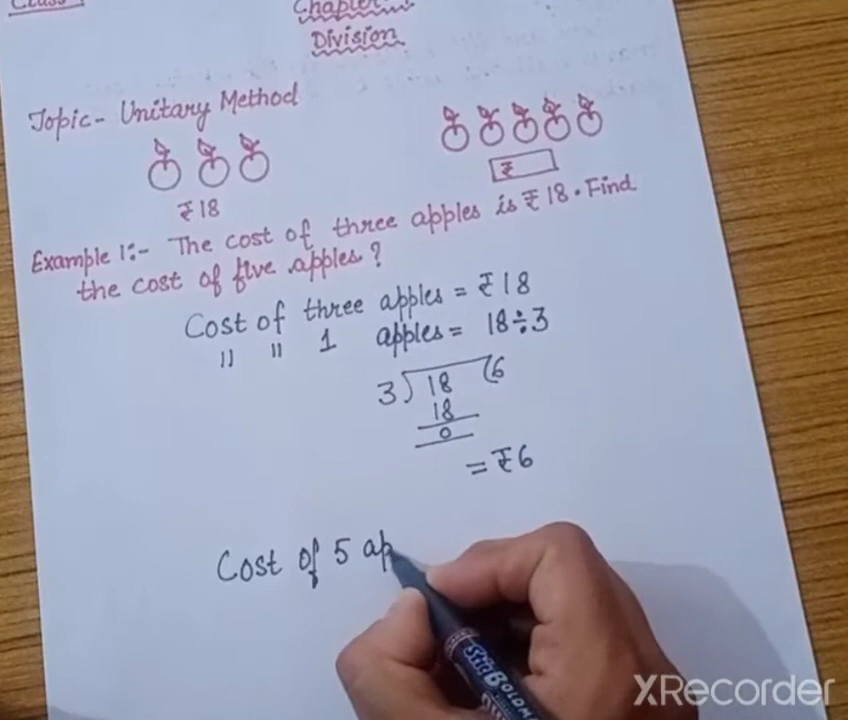 Class
Chapter
Division
Topic- Unitary Method
₹18
₹
Example 1:- The cost of three apples is ₹18. Find
the cost of five apples?
Cost of three apples = ₹18
" " 1 apples = 18÷3
3)18(6
18
0
= ₹6
Cost of 5 ap
XRecorder